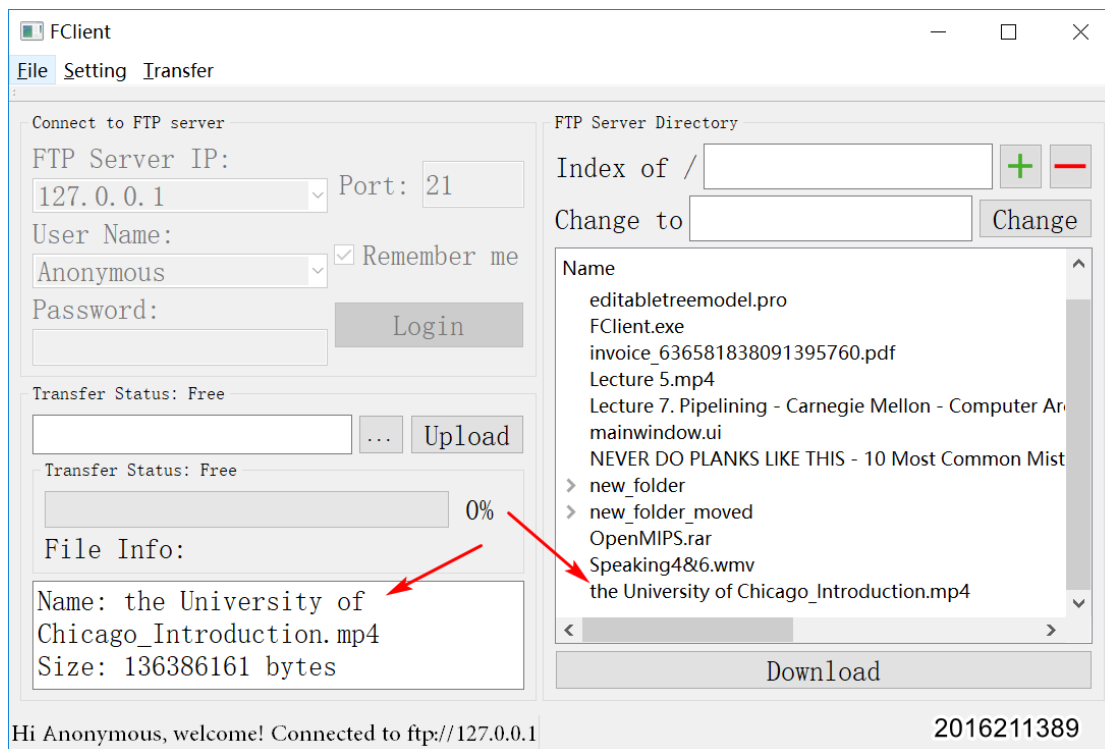 FClient
File Setting Transfer
Connect to FTP server
FTP Server IP:
127.0.0.1
Port: 21
User Name:
Anonymous
Remember me
Password:
Login
Transfer Status: Free
... Upload
Transfer Status: Free
0%
File Info:
Name: the University of
Chicago_Introduction.mp4
Size: 136386161 bytes
FTP Server Directory
Index of /
Change to
Change
Name
editabletreemodel.pro
FClient.exe
invoice_636581838091395760.pdf
Lecture 5.mp4
Lecture 7. Pipelining - Carnegie Mellon - Computer Ar
mainwindow.ui
NEVER DO PLANKS LIKE THIS - 10 Most Common Mist
new_folder
new_folder_moved
OpenMIPS.rar
Speaking4&6.wmv
the University of Chicago_Introduction.mp4
Download
Hi Anonymous, welcome! Connected to ftp://127.0.0.1
2016211389